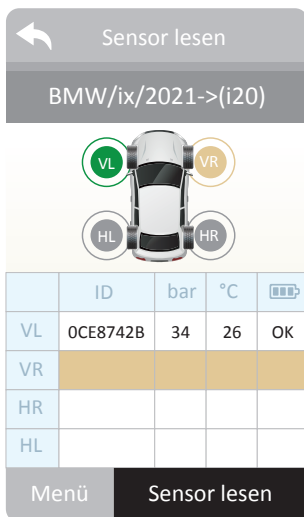 Sensor lesen
BMW/ix/2021->(i20)
VL VR
HL HR
ID bar °C
VL 0CE8742B 34 26 OK
VR
HR
HL
Menü Sensor lesen